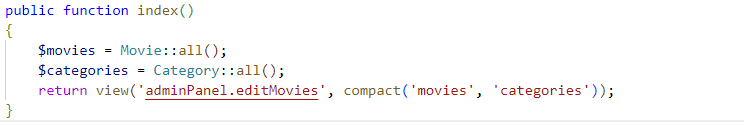 public function index()
{
$movies = Movie::all();
$categories = Category::all();
return view('adminPanel.editMovies', compact('movies', 'categories'));
}